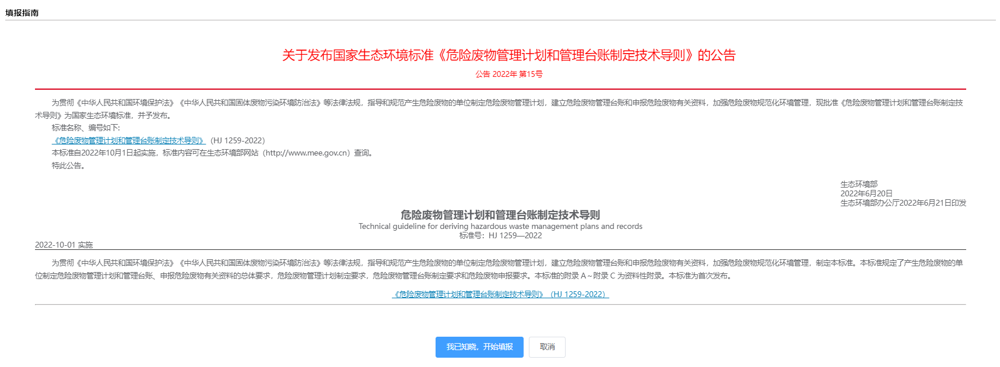 填报指南
关于发布国家生态环境标准《危险废物管理计划和管理台账制定技术导则》的公告
公告 2022年 第15号
为贯彻《中华人民共和国环境保护法》《中华人民共和国固体废物污染环境防治法》等法律法规，指导和规范产生危险废物的单位制定危险废物管理计划，建立危险废物管理台账和申报危险废物有关资料，加强危险废物规范化环境管理，现批准《危险废物管理计划和管理台账制定技
术导则》为国家生态环境标准，并予发布。
标准名称、编号如下：
《危险废物管理计划和管理台账制定技术导则》（HJ 1259-2022）
本标准自2022年10月1日起实施，标准内容可在生态环境部网站（http://www.mee.gov.cn）查询。
特此公告。
生态环境部
2022年6月20日
生态环境部办公厅2022年6月21日印发
危险废物管理计划和管理台账制定技术导则
Technical guideline for deriving hazardous waste management plans and records
标准号：HJ 1259—2022
2022-10-01 实施
为贯彻《中华人民共和国环境保护法》《中华人民共和国固体废物污染环境防治法》等法律法规，指导和规范产生危险废物的单位制定危险废物管理计划，建立危险废物管理台账和申报危险废物有关资料，加强危险废物规范化环境管理，制定本标准。本标准规定了产生危险废物的单
位制定危险废物管理计划和管理台账、申报危险废物有关资料的总体要求，危险废物管理计划制定要求，危险废物管理台账制定要求和危险废物申报要求。本标准的附录 A～附录 C 为资料性附录。本标准为首次发布。
《危险废物管理计划和管理台账制定技术导则》（HJ 1259-2022）
我已知晓，开始填报 取消